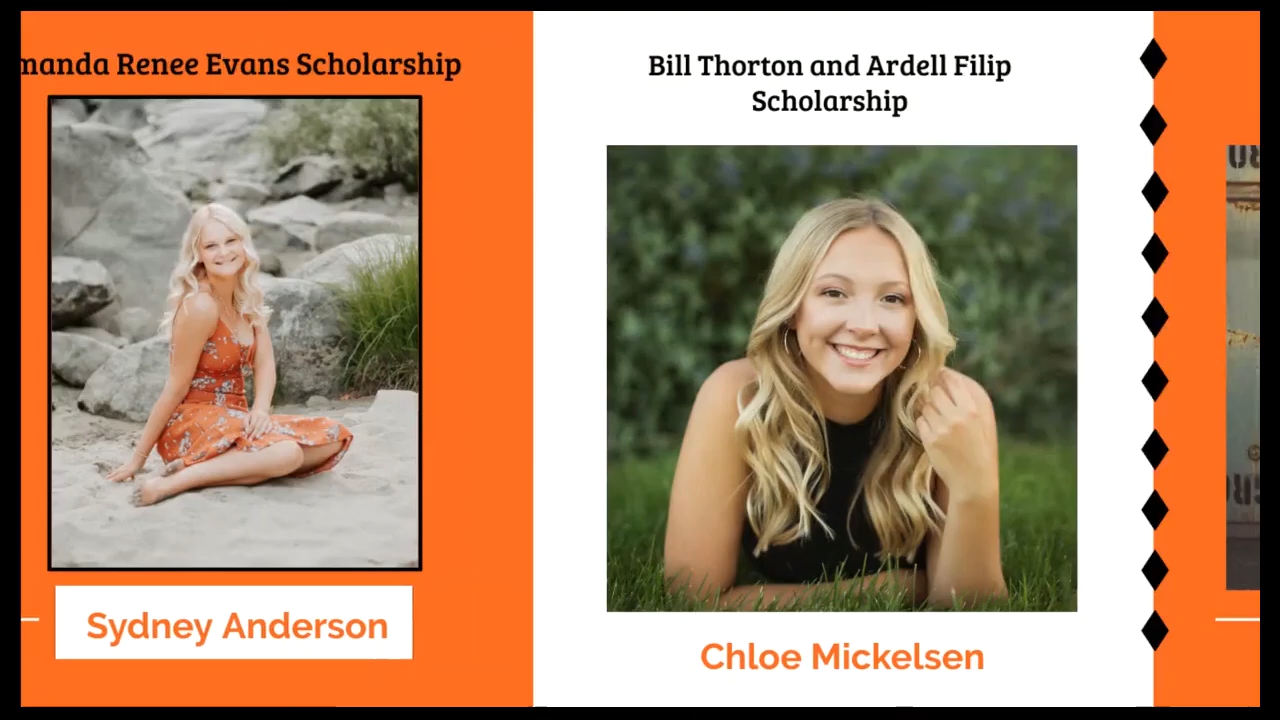 manda Renee Evans Scholarship
Bill Thorton and Ardell Filip
Scholarship
Sydney Anderson
Chloe Mickelsen